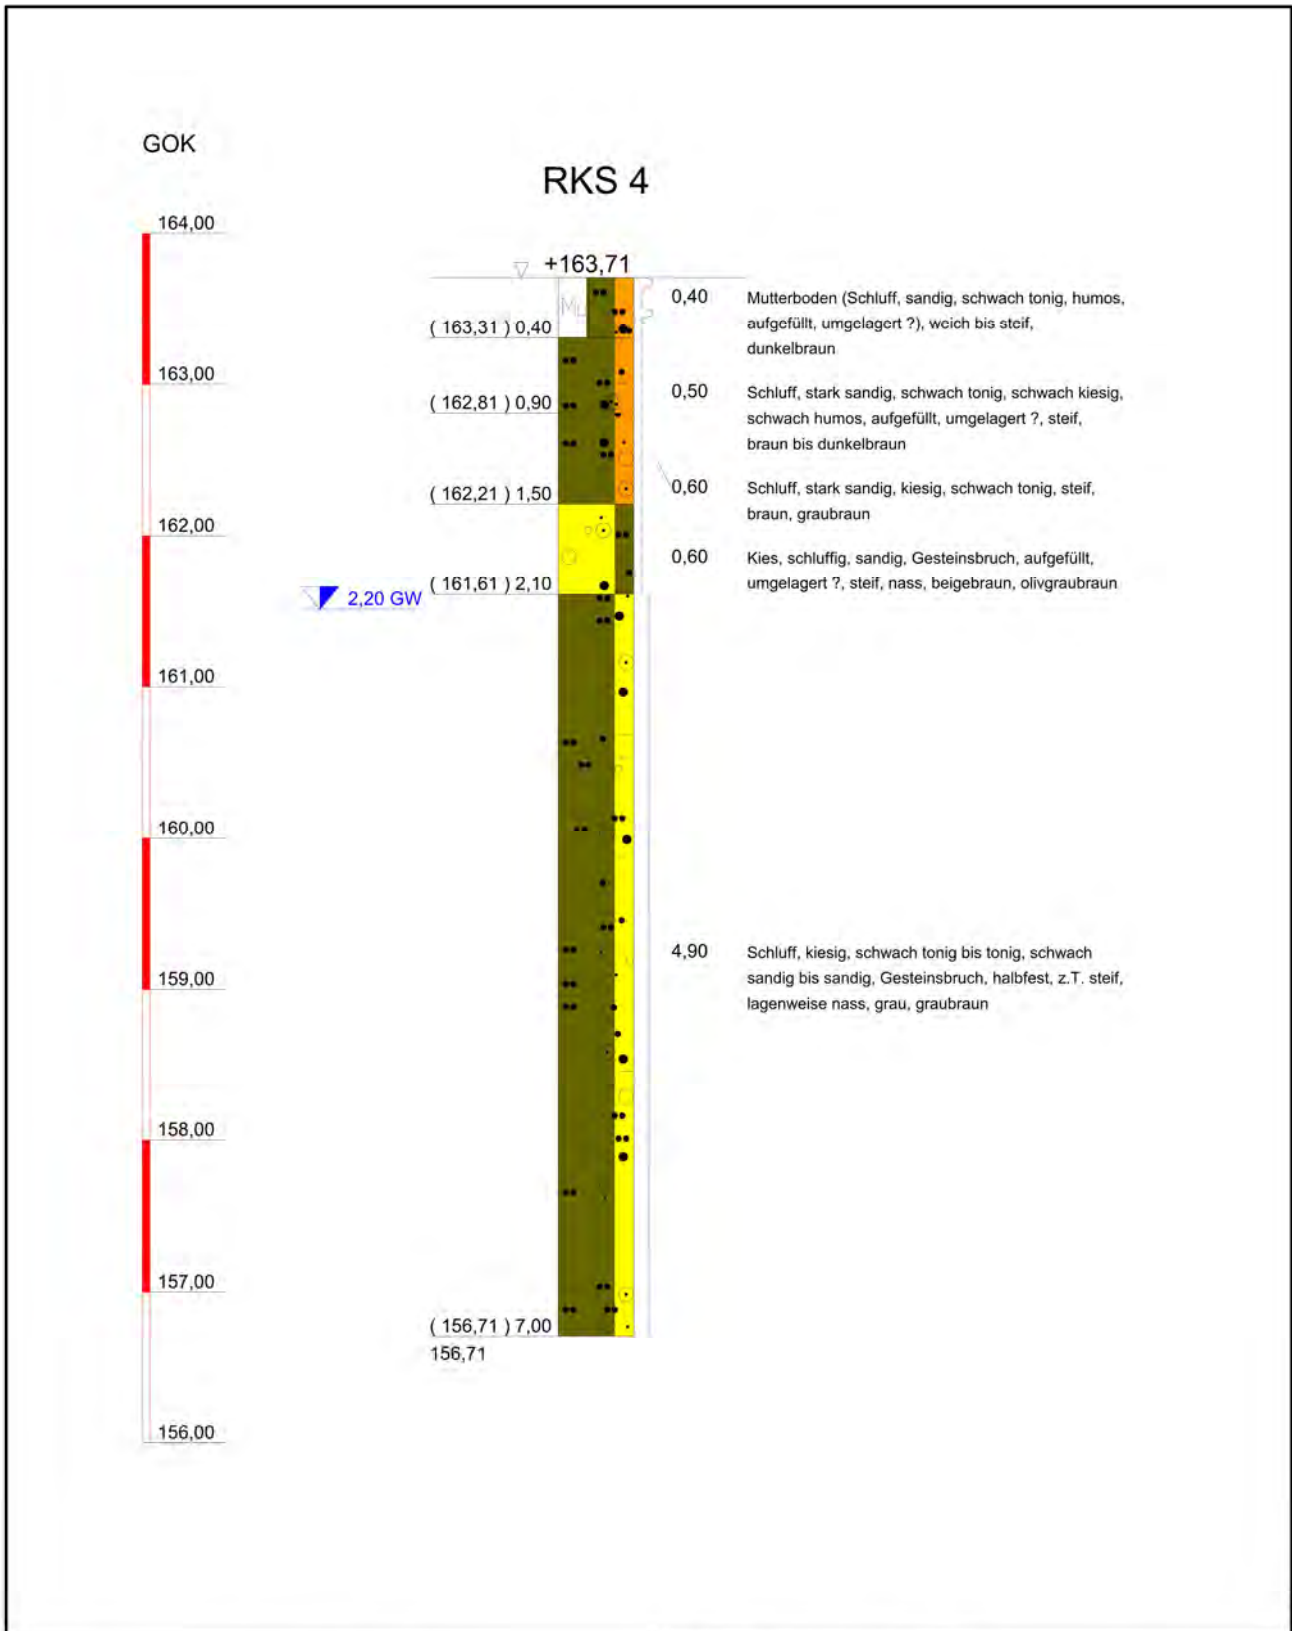 GOK
RKS 4
164,00
+163,71
Mu
0,40
Mutterboden (Schluff, sandig, schwach tonig, humos,
aufgefüllt, umgelagert ?), weich bis steif,
dunkelbraun
( 163,31 ) 0,40
163,00
0,50
Schluff, stark sandig, schwach tonig, schwach kiesig,
schwach humos, aufgefüllt, umgelagert ?, steif,
braun bis dunkelbraun
( 162,81 ) 0,90
0,60
Schluff, stark sandig, kiesig, schwach tonig, steif,
braun, graubraun
( 162,21 ) 1,50
162,00
0,60
Kies, schluffig, sandig, Gesteinsbruch, aufgefüllt,
umgelagert ?, steif, nass, beigebraun, olivgraubraun
( 161,61 ) 2,10
2,20 GW
161,00
160,00
4,90
Schluff, kiesig, schwach tonig bis tonig, schwach
sandig bis sandig, Gesteinsbruch, halbfest, z.T. steif,
lagenweise nass, grau, graubraun
159,00
158,00
157,00
( 156,71 ) 7,00
156,71
156,00